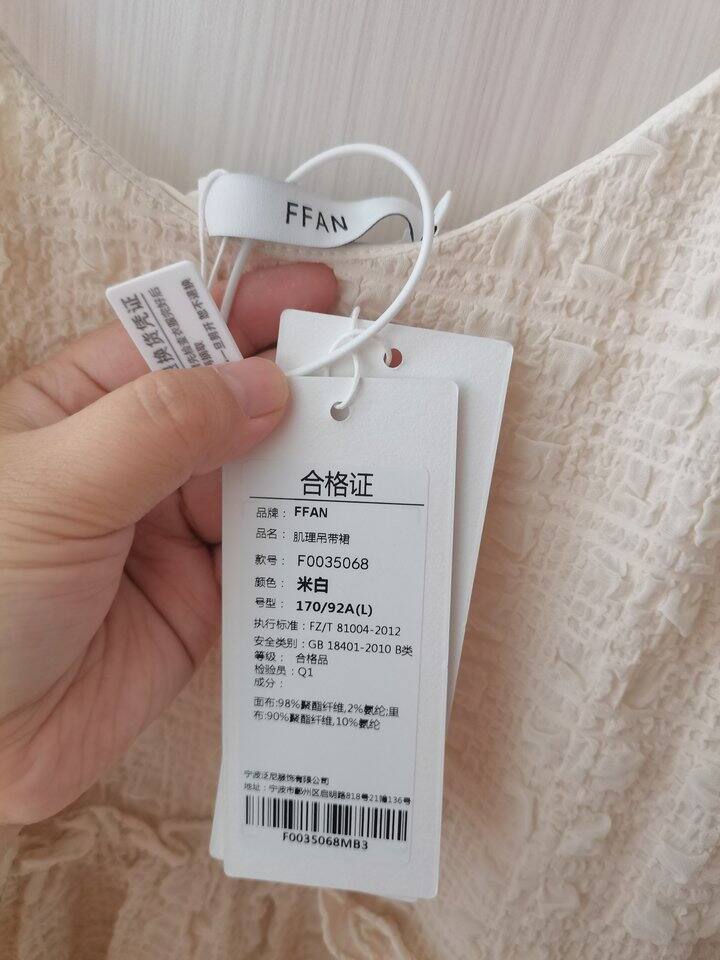 FFAN
退换货凭证
合格证
品牌： FFAN
品名： 肌理吊带裙
款号： F0035068
颜色： 米白
号型： 170/92A(L)
执行标准：FZ/T 81004-2012
安全类别：GB 18401-2010 B类
等级： 合格品
检验员：Q1
成分：
面布:98%聚酯纤维,2%氨纶;里
布:90%聚酯纤维,10%氨纶
宁波泛尼服饰有限公司
地址：宁波市鄞州区启明路818号21幢136号
F0035068MB3